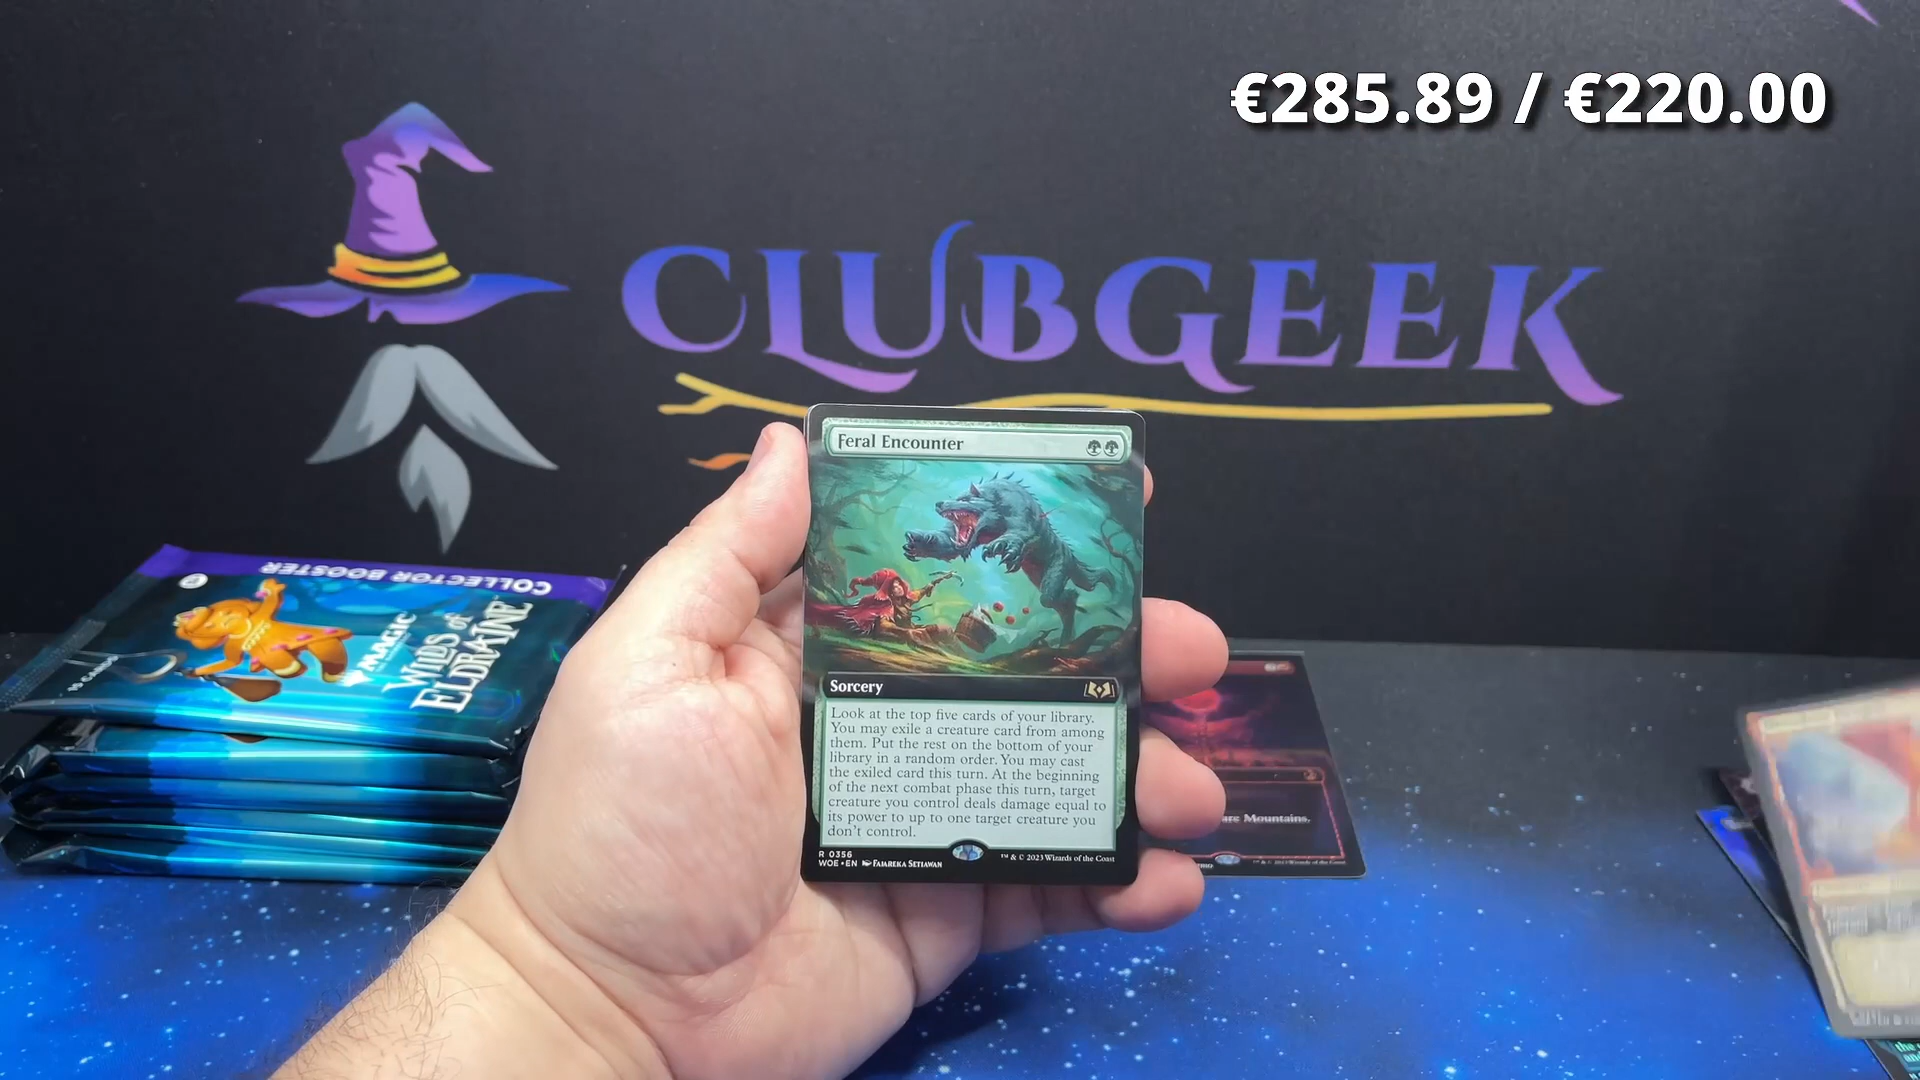 €285.89 / €220.00
CLUBGEEK
Feral Encounter
Sorcery
Look at the top five cards of your library.
You may exile a creature card from among
them. Put the rest on the bottom of your
library in a random order. You may cast
the exiled card this turn. At the beginning
of the next combat phase this turn, target
creature you control deals damage equal to
its power to up to one target creature you
don't control.
R 0356
WOE • EN FAJAREKA SETIAWAN
™ & © 2023 Wizards of the Coast
COLLECTOR BOOSTER
MAGIC
WILDS of
ELDRAINE
15 CARDS
are Mountains.